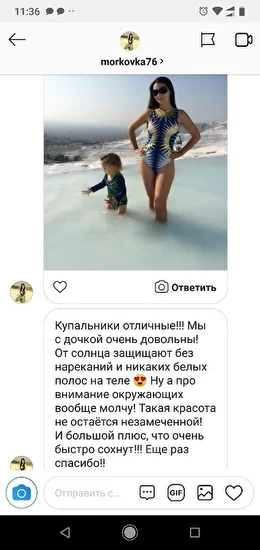 11:36
morkovka76 >
Ответить
Купальники отличные!!! Мы
с дочкой очень довольны!
От солнца защищают без
нареканий и никаких белых
полос на теле 😍 Ну а про
внимание окружающих
вообще молчу! Такая красота
не остаётся незамеченной!
И большой плюс, что очень
быстро сохнут!!! Еще раз
спасибо!!
Отправить с...
GIF